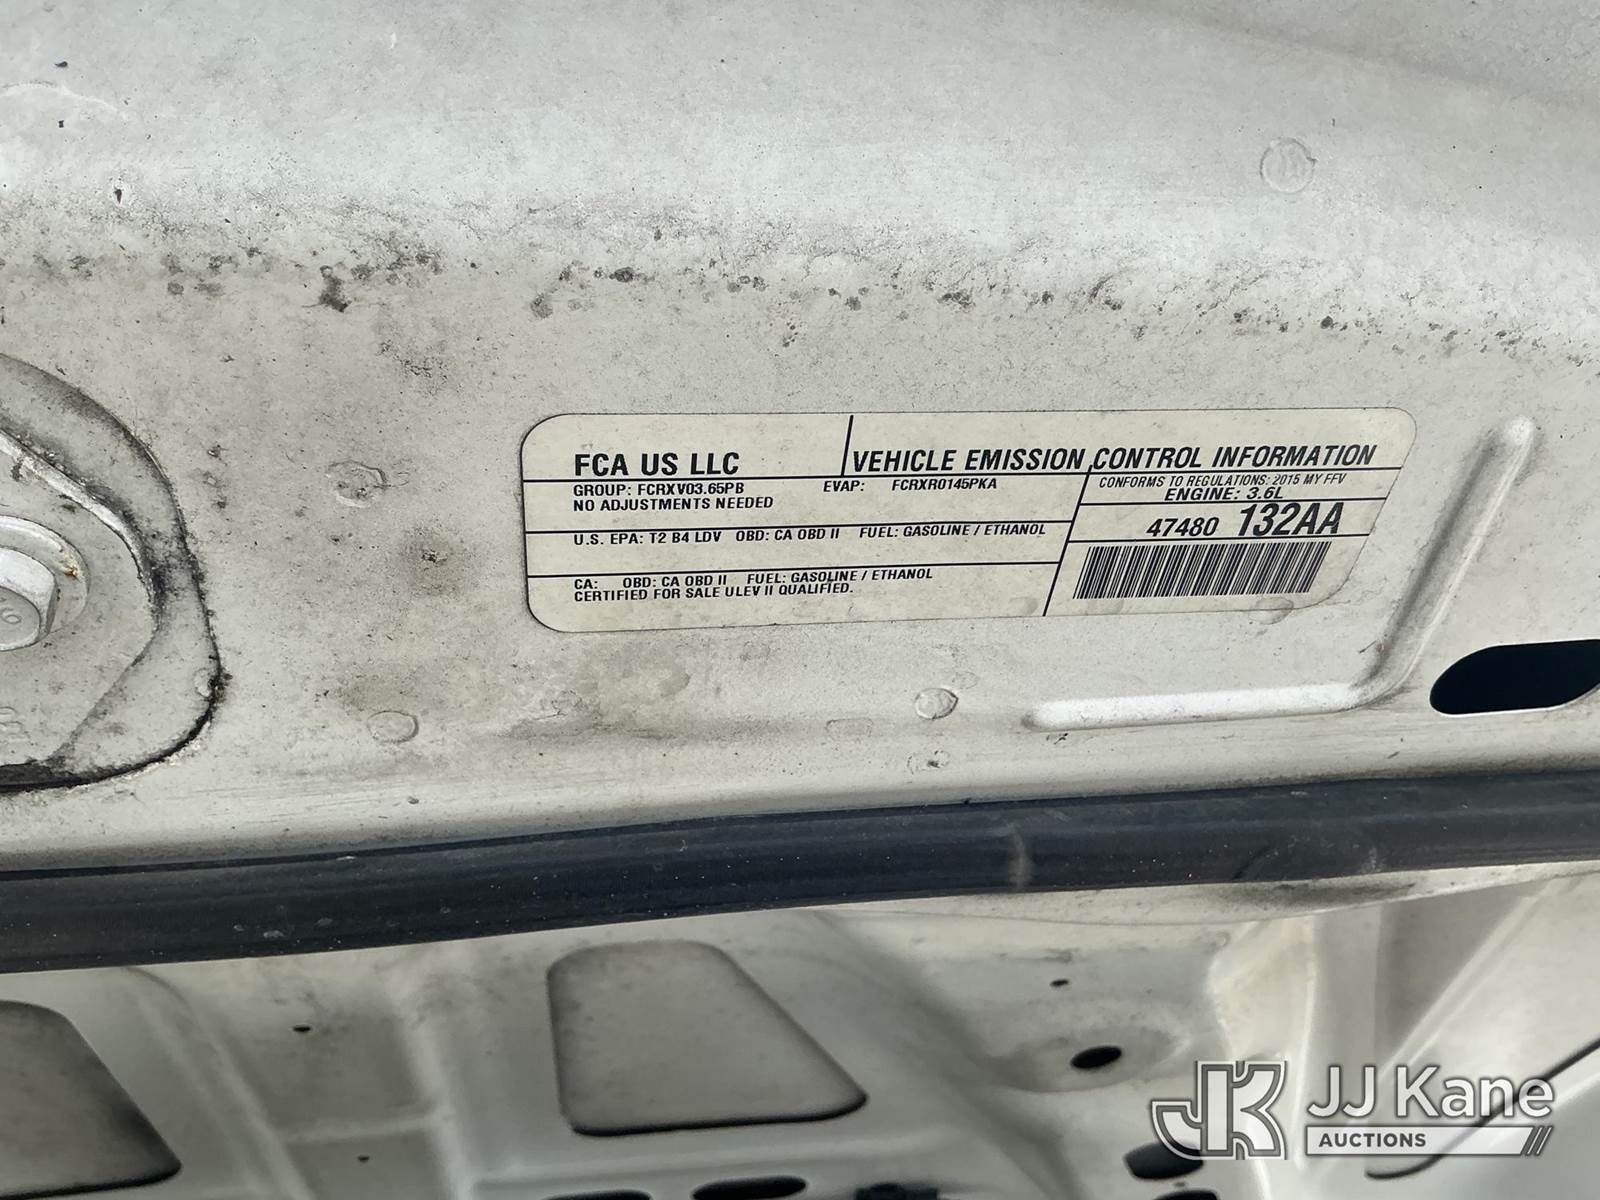 FCA US LLC
VEHICLE EMISSION CONTROL INFORMATION
GROUP: FCRXV03.65PB
EVAP: FCRXR0145PKA
NO ADJUSTMENTS NEEDED
CONFORMS TO REGULATIONS: 2015 MY FFV
ENGINE: 3.6L
U.S. EPA: T2 B4 LDV OBD: CA OBD II FUEL: GASOLINE / ETHANOL
47480 132AA
CA: OBD: CA OBD II FUEL: GASOLINE / ETHANOL
CERTIFIED FOR SALE ULEV II QUALIFIED.
JK JJ Kane
AUCTIONS